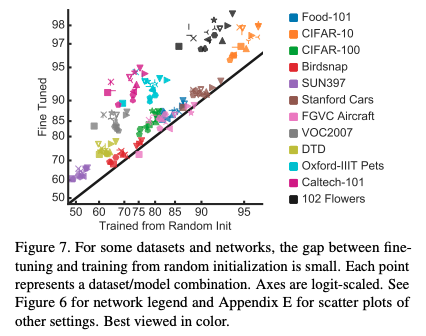 98
97
95
90
85
80
70
60
50
Fine Tuned
50 60 70 75 80 85 90 95
Trained from Random Init
Food-101
CIFAR-10
CIFAR-100
Birdsnap
SUN397
Stanford Cars
FGVC Aircraft
VOC2007
DTD
Oxford-IIIT Pets
Caltech-101
102 Flowers
Figure 7. For some datasets and networks, the gap between fine-
tuning and training from random initialization is small. Each point
represents a dataset/model combination. Axes are logit-scaled. See
Figure 6 for network legend and Appendix E for scatter plots of
other settings. Best viewed in color.